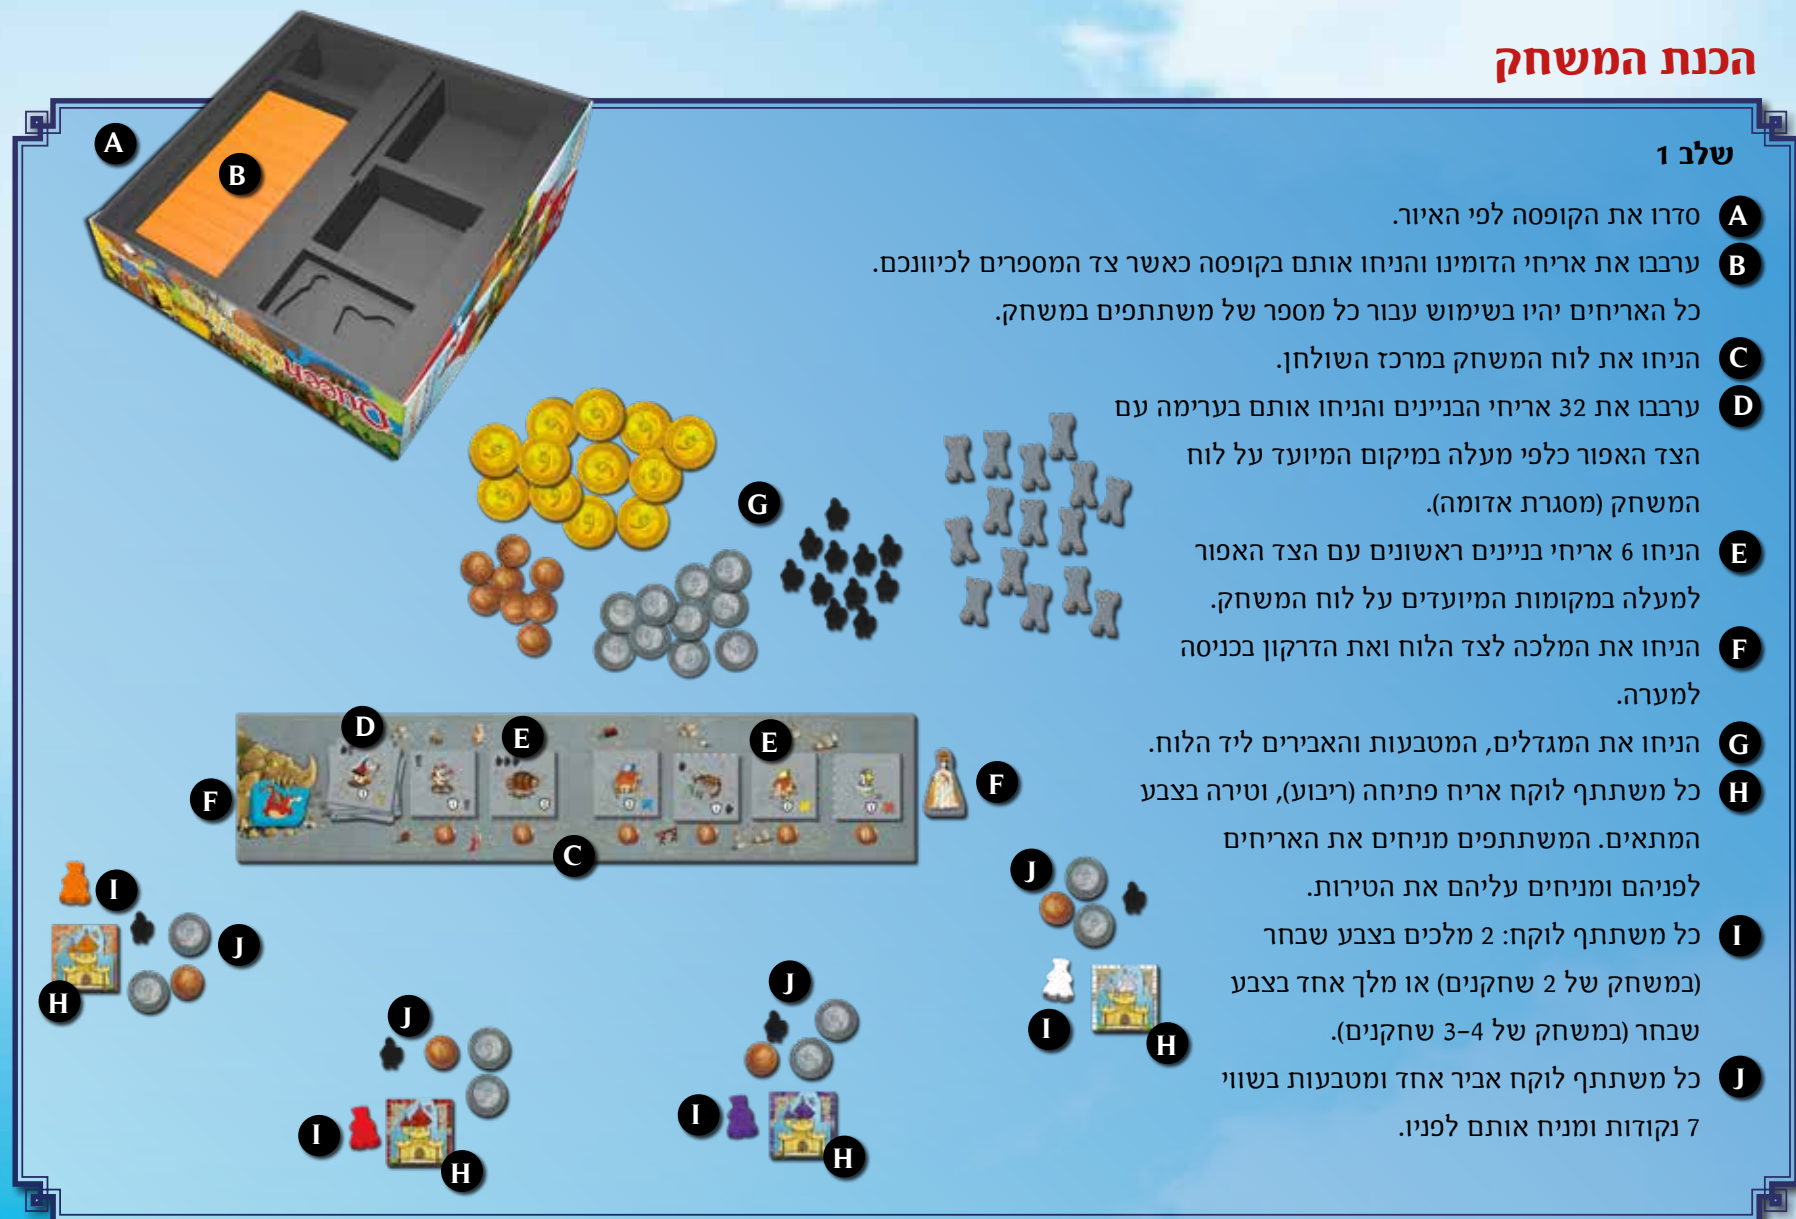 הכנת המשחק
שלב 1
A סדרו את הקופסה לפי האיור.
B ערבבו את אריחי הדומינו והניחו אותם בקופסה כאשר צד המספרים לכיוונכם.
כל האריחים יהיו בשימוש עבור כל מספר של משתתפים במשחק.
C הניחו את לוח המשחק במרכז השולחן.
D ערבבו את 32 אריחי הבניינים והניחו אותם בערימה עם
הצד האפור כלפי מעלה במיקום המיועד על לוח
המשחק (מסגרת אדומה).
E הניחו 6 אריחי בניינים ראשונים עם הצד האפור
למעלה במקומות המיועדים על לוח המשחק.
F הניחו את המלכה לצד הלוח ואת הדרקון בכניסה
למערה.
G הניחו את המגדלים, המטבעות והאבירים ליד הלוח.
H כל משתתף לוקח אריח פתיחה (ריבוע), וטירה בצבע
המתאים. המשתתפים מניחים את האריחים
לפניהם ומניחים עליהם את הטירות.
I כל משתתף לוקח: 2 מלכים בצבע שבחר
(במשחק של 2 שחקנים) או מלך אחד בצבע
שבחר (במשחק של 3-4 שחקנים).
J כל משתתף לוקח אביר אחד ומטבעות בשווי
7 נקודות ומניח אותם לפניו.
A
B
Queen
G
D
E
E
F
F
C
I
J
H
J
I
H
J
I
H
J
I
H